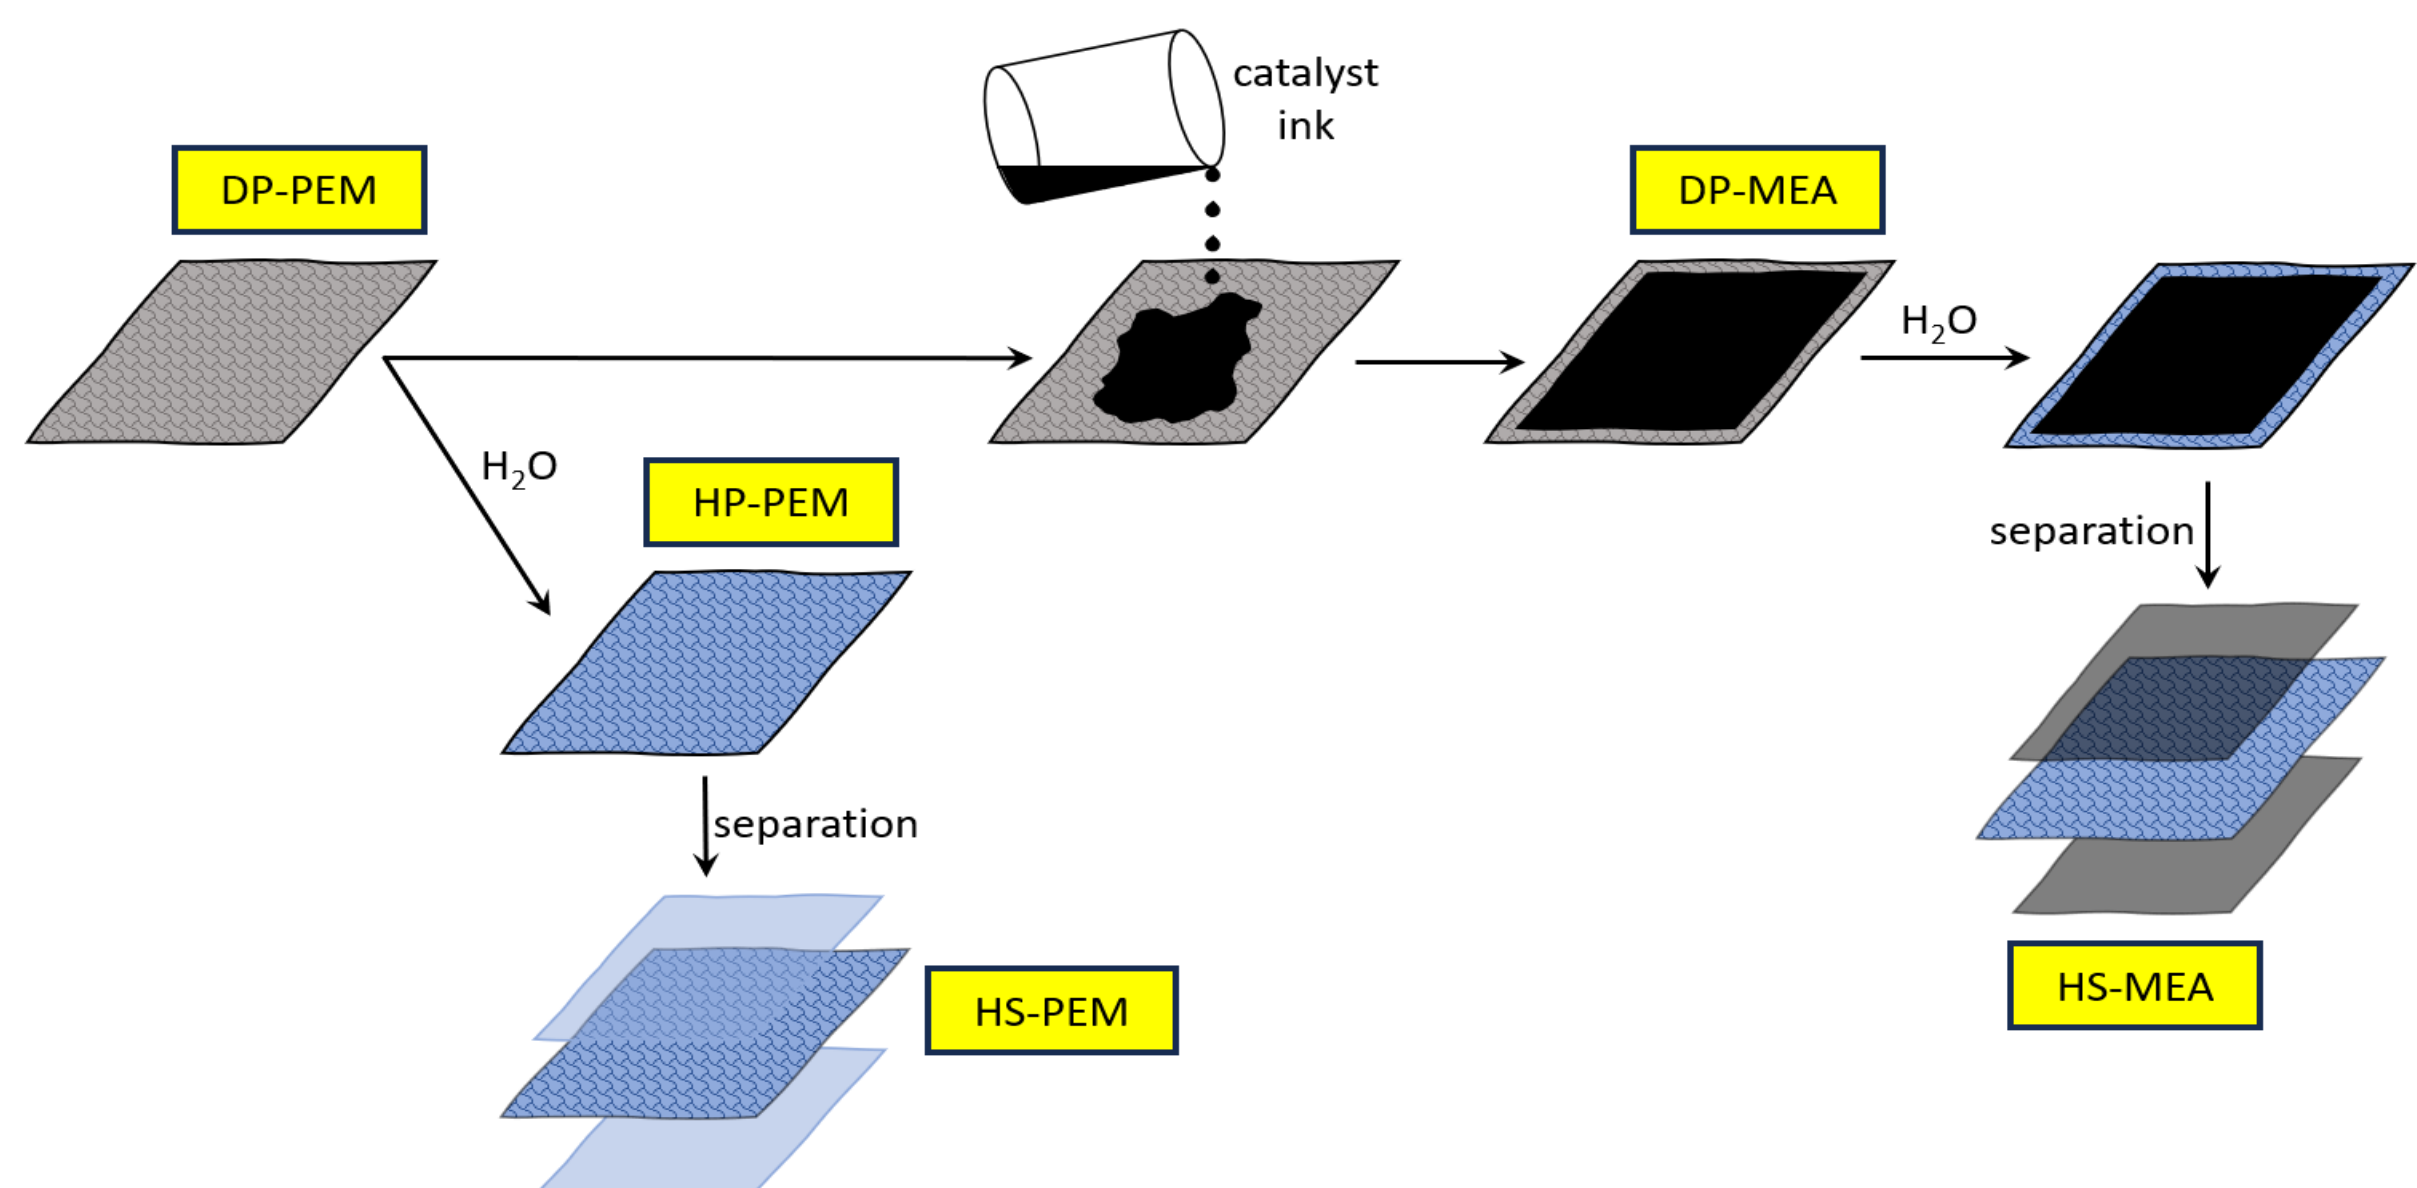 catalyst
ink
DP-PEM
DP-MEA
H₂O
H₂O
HP-PEM
separation
separation
HS-PEM
HS-MEA